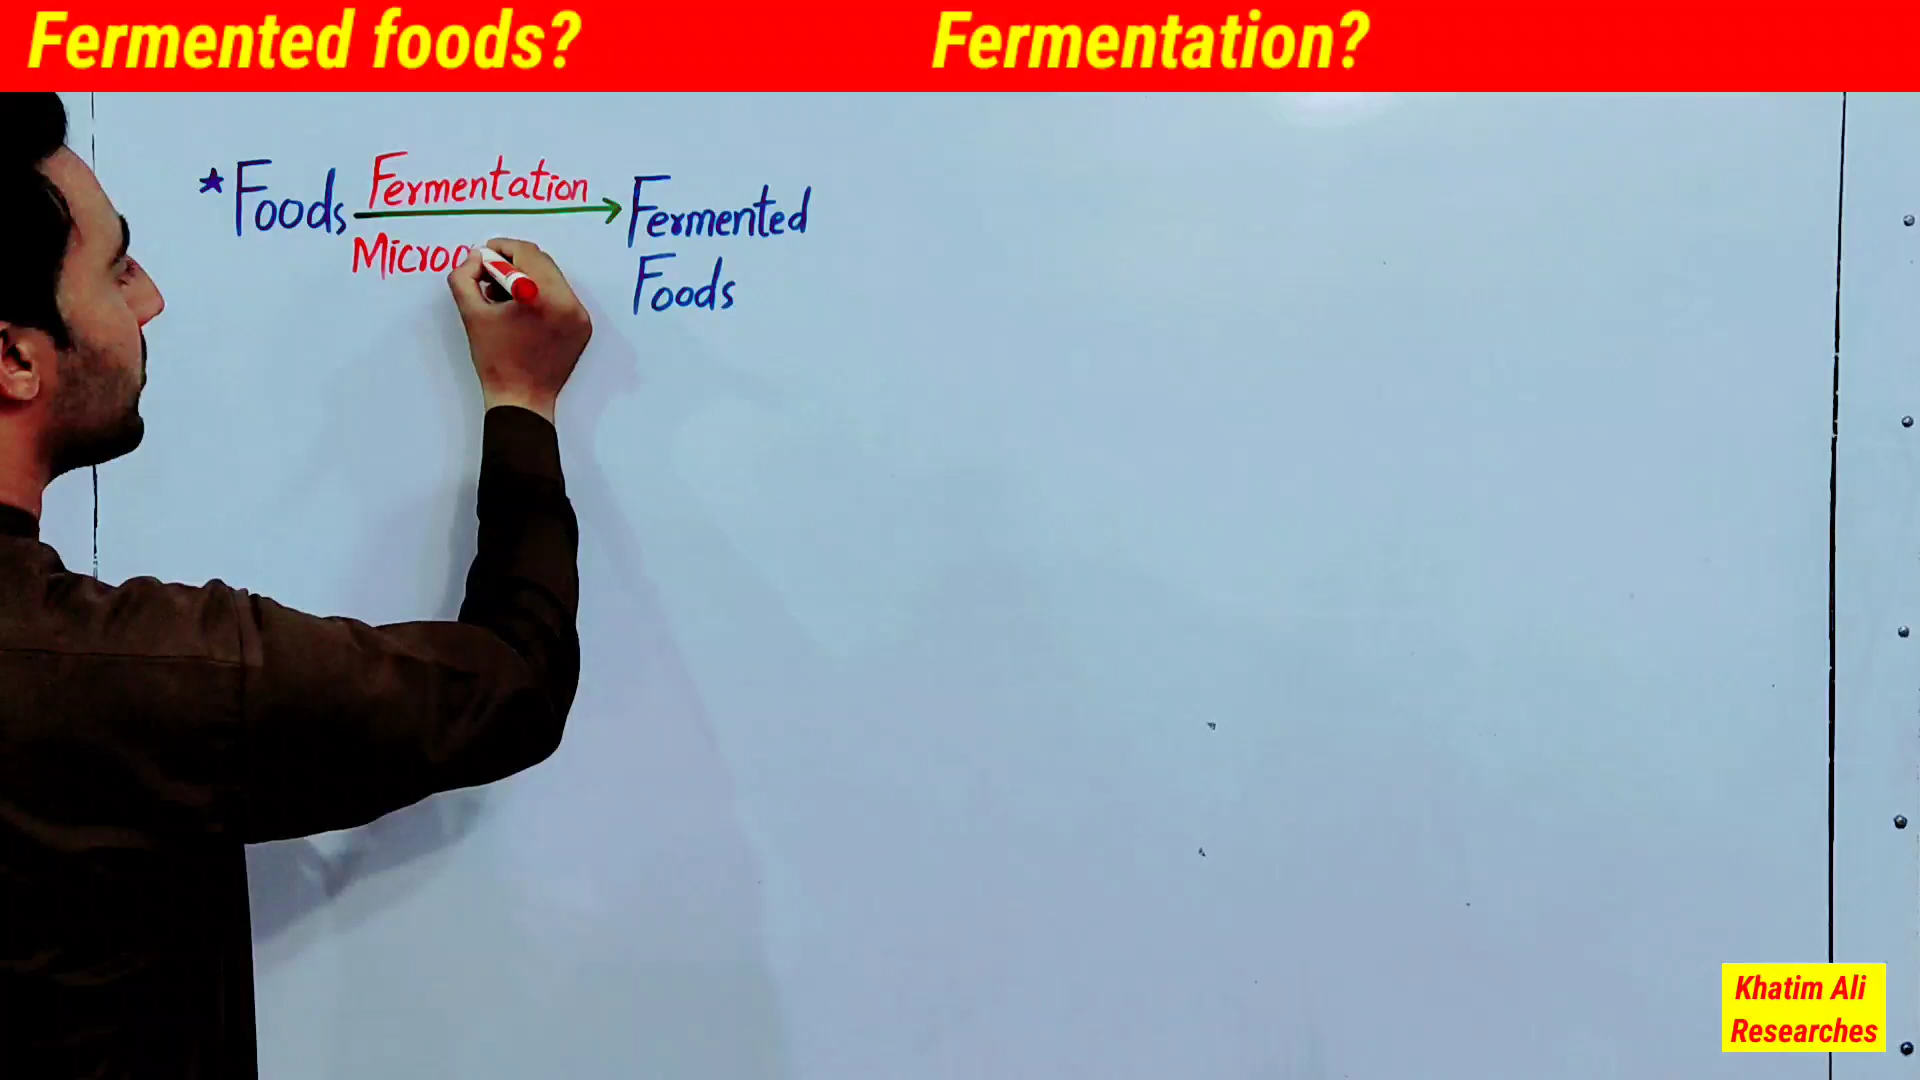 Fermented foods?
Fermentation?
*Foods
Fermentation
Fermented
Foods
Khatim Ali
Researches